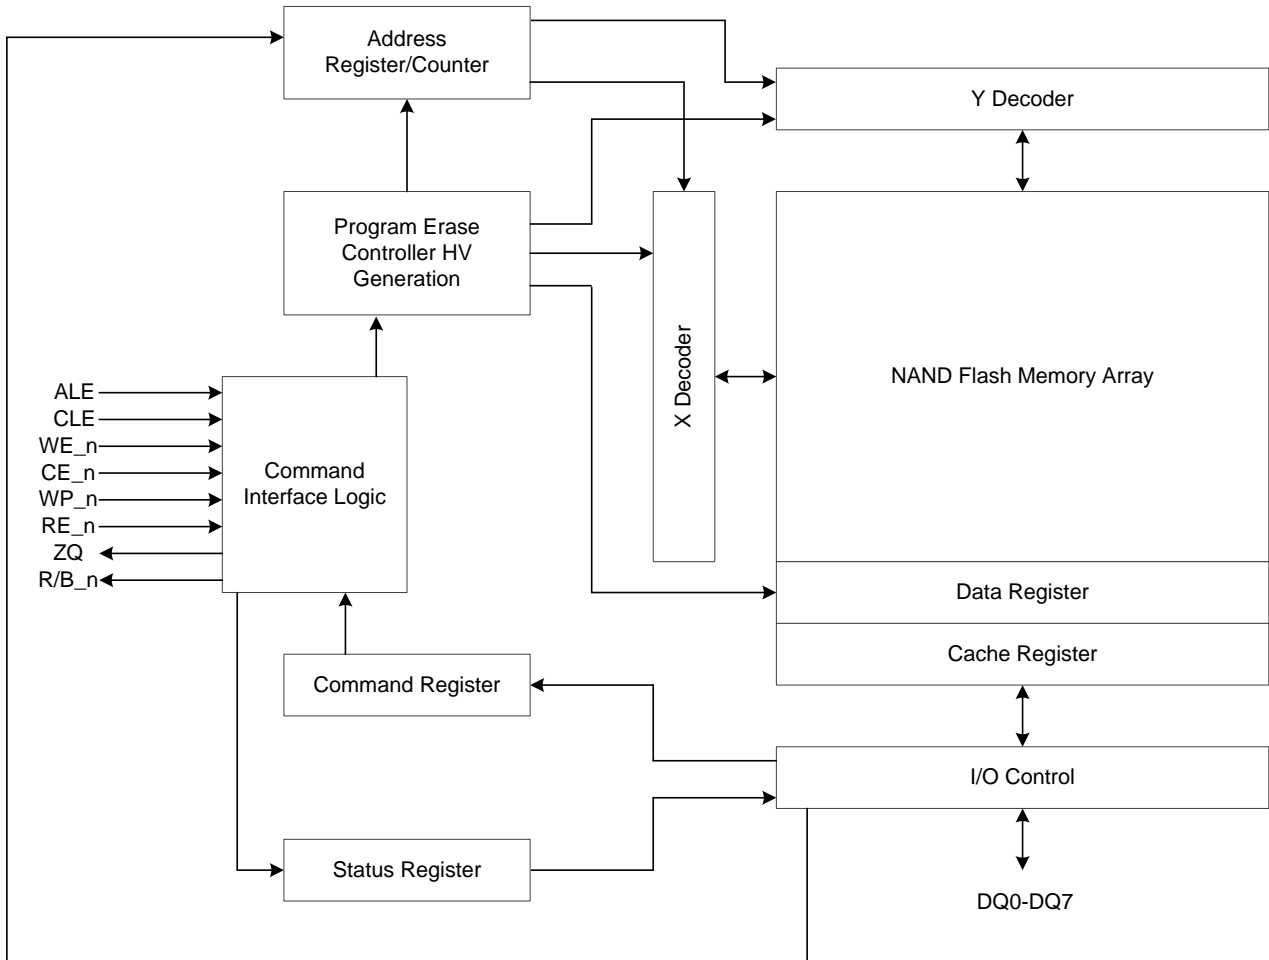 Address
Register/Counter
Y Decoder
Program Erase
Controller HV
Generation
X Decoder
NAND Flash Memory Array
ALE
CLE
WE_n
CE_n
WP_n
RE_n
ZQ
R/B_n
Command
Interface Logic
Data Register
Cache Register
Command Register
I/O Control
Status Register
DQ0-DQ7